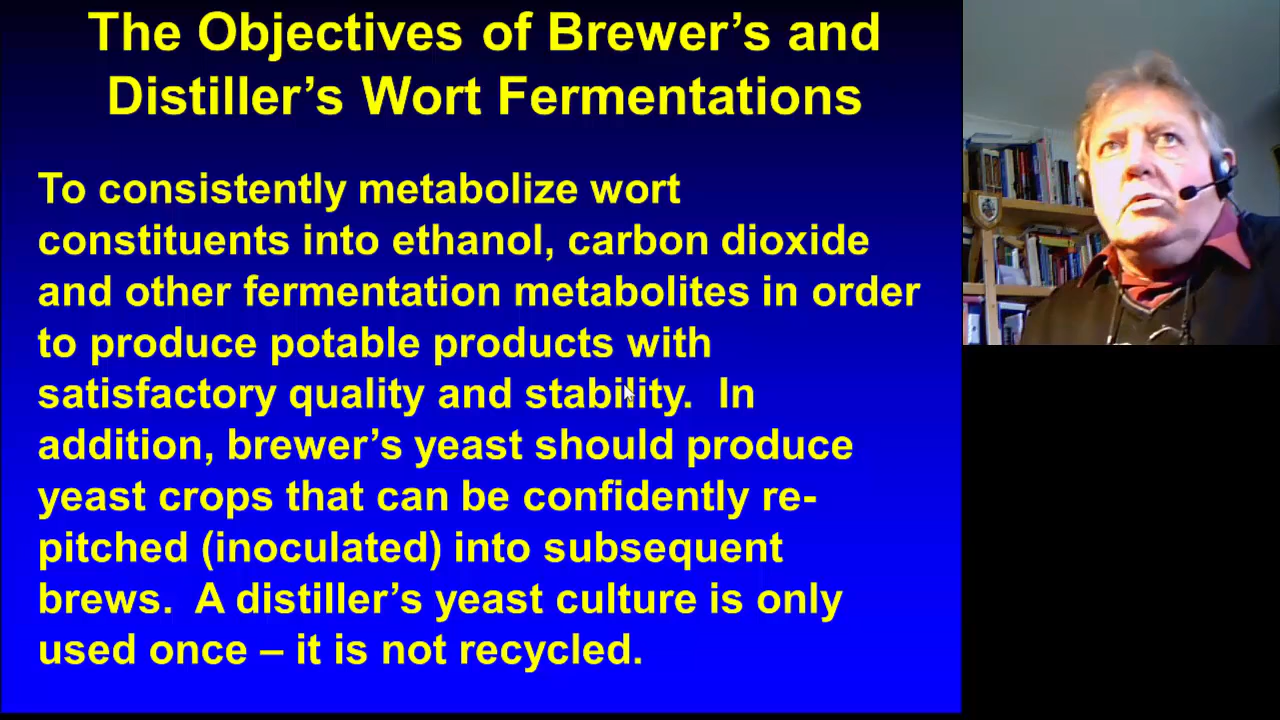 The Objectives of Brewer’s and
Distiller’s Wort Fermentations
To consistently metabolize wort
constituents into ethanol, carbon dioxide
and other fermentation metabolites in order
to produce potable products with
satisfactory quality and stability.  In
addition, brewer’s yeast should produce
yeast crops that can be confidently re-
pitched (inoculated) into subsequent
brews.  A distiller’s yeast culture is only
used once – it is not recycled.